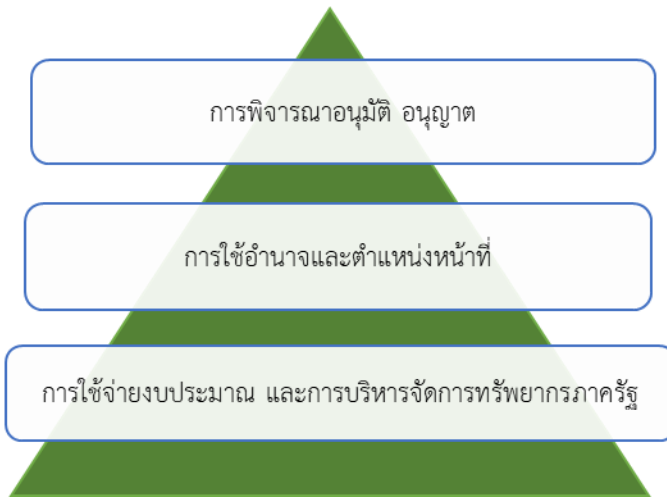 การพิจารณาอนุมัติ อนุญาต
การใช้อำนาจและตำแหน่งหน้าที่
การใช้จ่ายงบประมาณ และการบริหารจัดการทรัพยากรภาครัฐ